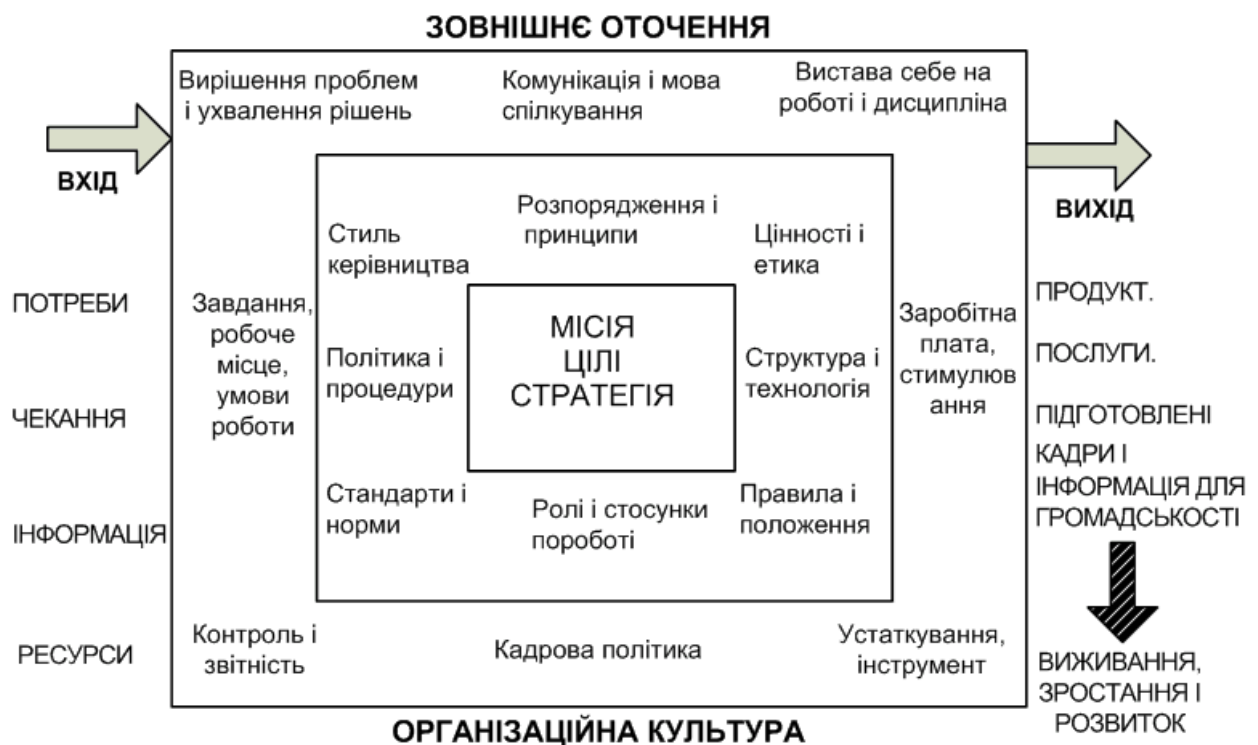 ЗОВНІШНЄ ОТОЧЕННЯ
Вирішення проблем
і ухвалення рішень
Комунікація і мова
спілкування
Вистава себе на
роботі і дисципліна
ВХІД
ПОТРЕБИ
ЧЕКАННЯ
ІНФОРМАЦІЯ
РЕСУРСИ
Завдання,
робоче
місце,
умови
роботи
Стиль
керівництва
Розпорядження і
принципи
Цінності і
етика
Політика і
процедури
МІСІЯ
ЦІЛІ
СТРАТЕГІЯ
Структура і
технологія
Стандарти і
норми
Ролі і стосунки
пороботі
Правила і
положення
Заробітна
плата,
стимулюв
ання
Контроль і
звітність
Кадрова політика
Устаткування,
інструмент
ВИХІД
ПРОДУКТ.
ПОСЛУГИ.
ПІДГОТОВЛЕНІ
КАДРИ І
ІНФОРМАЦІЯ ДЛЯ
ГРОМАДСЬКОСТІ
ВИЖИВАННЯ,
ЗРОСТАННЯ І
РОЗВИТОК
ОРГАНІЗАЦІЙНА КУЛЬТУРА